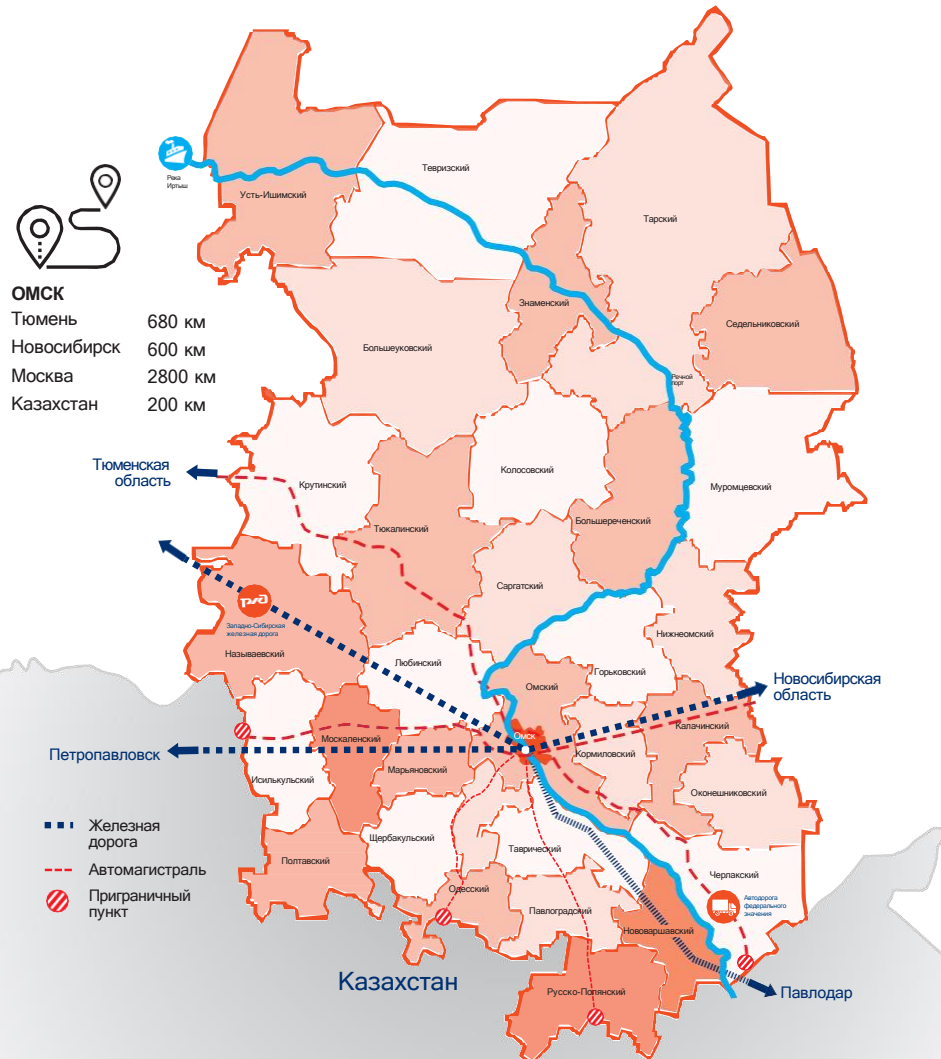 Река
Иртыш
Усть-Ишимский
Тевризский
Тарский
Знаменский
Седельниковский
Большеуковский
Речной
порт
ОМСК
Тюмень 680 км
Новосибирск 600 км
Москва 2800 км
Казахстан 200 км
Тюменская
область
Крутинский
Колосовский
Муромцевский
Тюкалинский
Большереченский
Саргатский
РЖД
Западно-Сибирская
железная дорога
Называевский
Нижнеомский
Любинский
Горьковский
Омский
Новосибирская
область
Калачинский
Омск
Москаленский
Кормиловский
Петропавловск
Марьяновский
Исилькульский
Оконешниковский
Щербакульский
Таврический
Железная
дорога
Автомагистраль
Приграничный
пункт
Полтавский
Одесский
Павлоградский
Черлакский
Автодорога
федерального
значения
Нововаршавский
Казахстан
Русско-Полянский
Павлодар